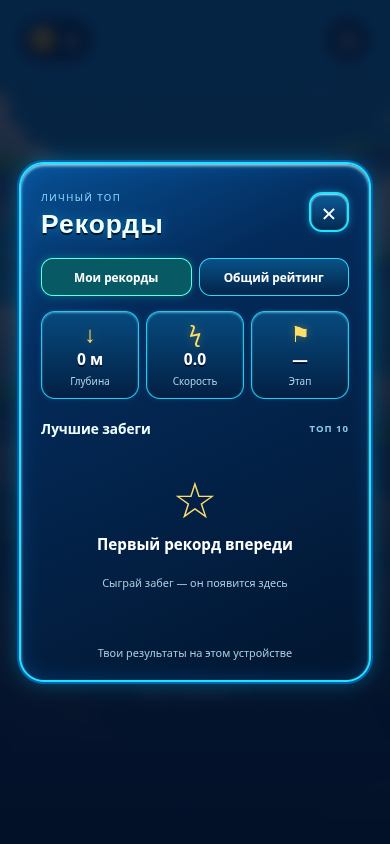 ЛИЧНЫЙ ТОП
Рекорды
Мои рекорды
Общий рейтинг
0 м
0.0
—
Глубина
Скорость
Этап
Лучшие забеги
ТОП 10
Первый рекорд впереди
Сыграй забег — он появится здесь
Твои результаты на этом устройстве